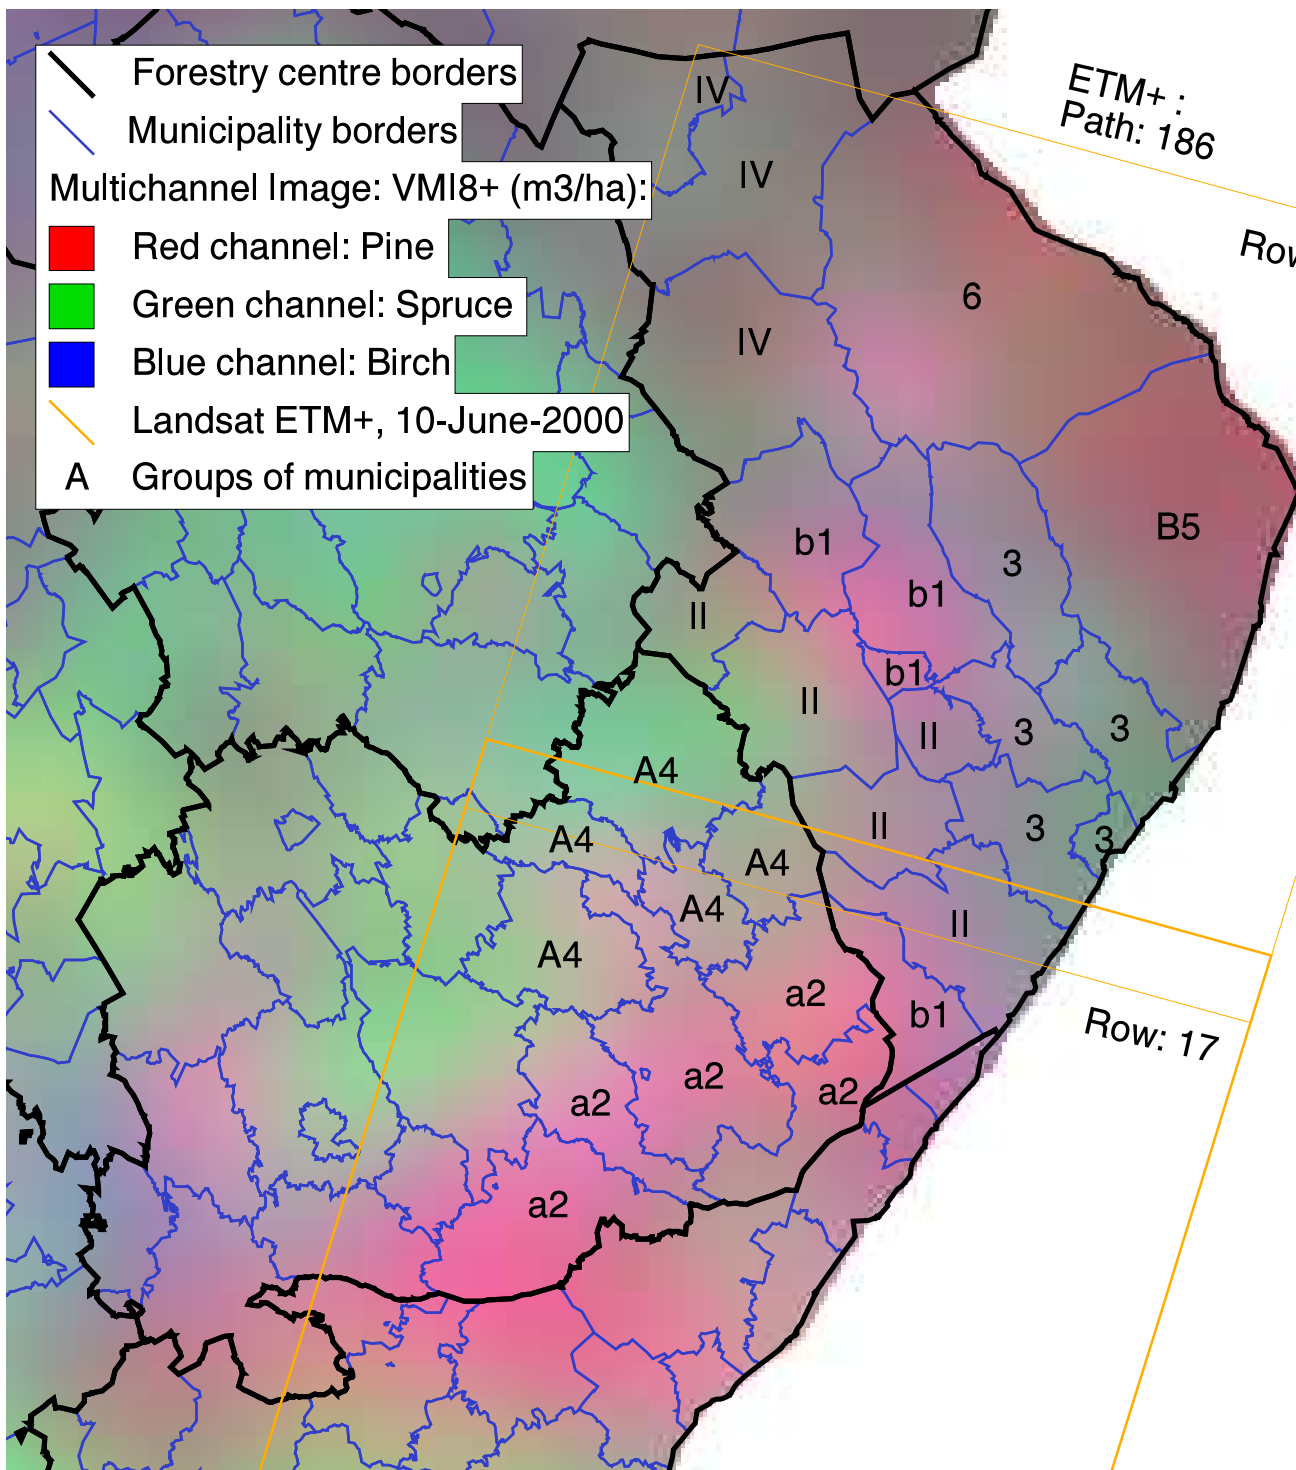 Forestry centre borders
Municipality borders
Multichannel Image: VMI8+ (m3/ha):
Red channel: Pine
Green channel: Spruce
Blue channel: Birch
Landsat ETM+, 10-June-2000
A Groups of municipalities
ETM+ :
Path: 186
Row
IV
IV
6
IV
B5
b1
3
b1
II
b1
II
II
3
3
A4
II
3
3
A4
A4
A4
II
A4
a2
b1
Row: 17
a2
a2
a2
a2